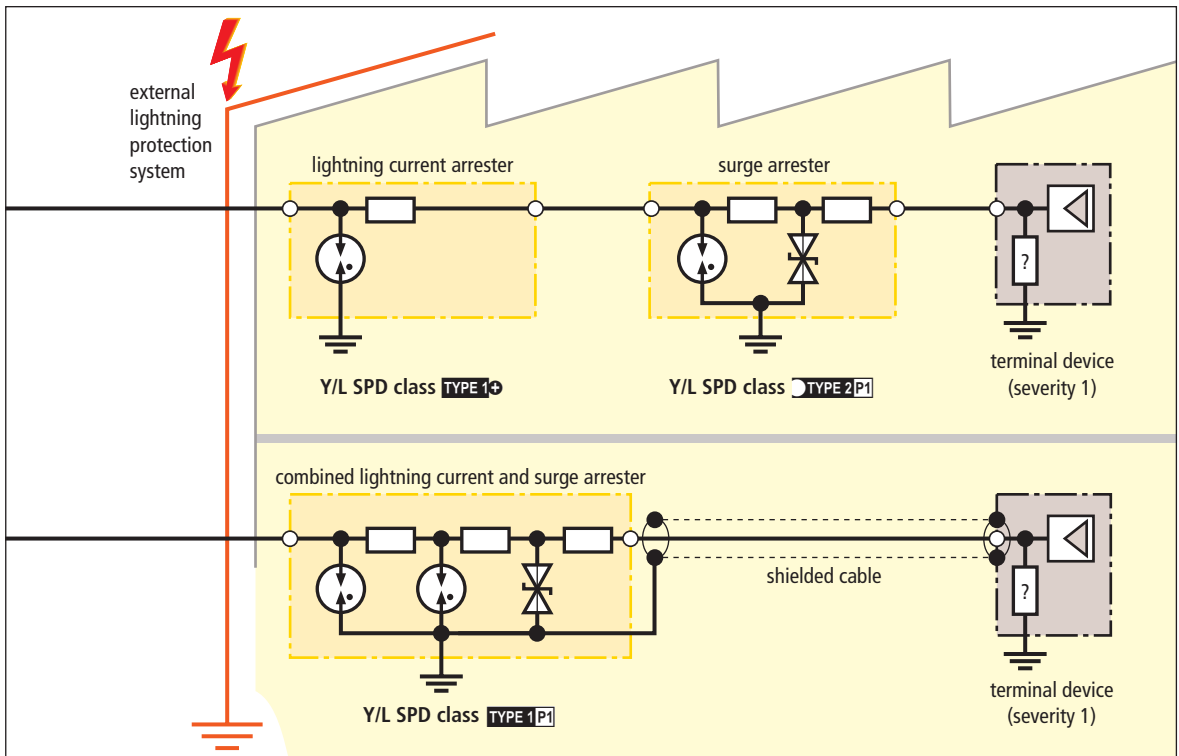 external
lightning
protection
system
lightning current arrester
surge arrester
?
Y/L SPD class TYPE 1+
Y/L SPD class TYPE 2 P1
terminal device
(severity 1)
combined lightning current and surge arrester
shielded cable
?
Y/L SPD class TYPE 1 P1
terminal device
(severity 1)